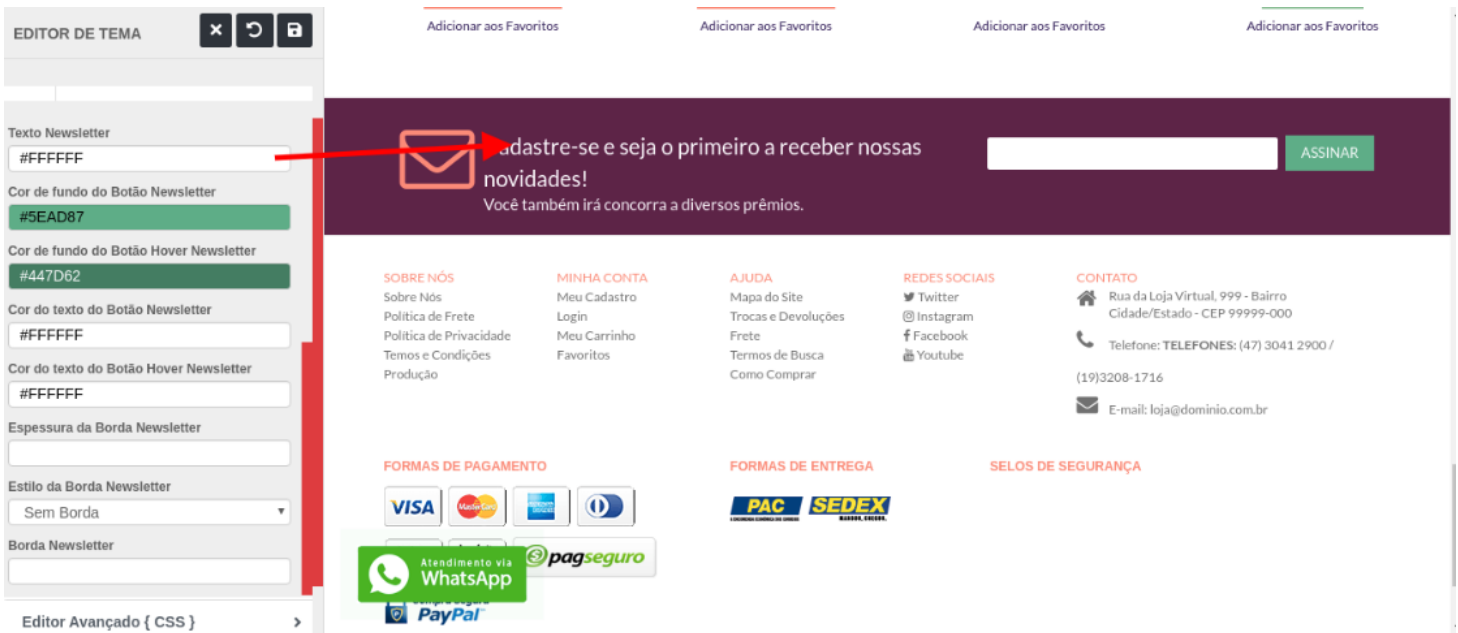 EDITOR DE TEMA
Texto Newsletter
#FFFFFF
Cor de fundo do Botão Newsletter
#5EAD87
Cor de fundo do Botão Hover Newsletter
#447D62
Cor do texto do Botão Newsletter
#FFFFFF
Cor do texto do Botão Hover Newsletter
#FFFFFF
Espessura da Borda Newsletter
Estilo da Borda Newsletter
Sem Borda
Borda Newsletter
Editor Avançado { CSS }
Adicionar aos Favoritos
Adicionar aos Favoritos
Adicionar aos Favoritos
Adicionar aos Favoritos
adastre-se e seja o primeiro a receber nossas
novidades!
Você também irá concorra a diversos prêmios.
ASSINAR
SOBRE NÓS
Sobre Nós
Política de Frete
Política de Privacidade
Temos e Condições
Produção
MINHA CONTA
Meu Cadastro
Login
Meu Carrinho
Favoritos
AJUDA
Mapa do Site
Trocas e Devoluções
Frete
Termos de Busca
Como Comprar
REDES SOCIAIS
Twitter
Instagram
Facebook
Youtube
CONTATO
Rua da Loja Virtual, 999 - Bairro
Cidade/Estado - CEP 99999-000
Telefone: TELEFONES: (47) 3041 2900 /
(19)3208-1716
E-mail: loja@dominio.com.br
FORMAS DE PAGAMENTO
VISA
MasterCard
pagseguro
Atendimento via
WhatsApp
PayPal
FORMAS DE ENTREGA
PAC
SEDEX
SELOS DE SEGURANÇA